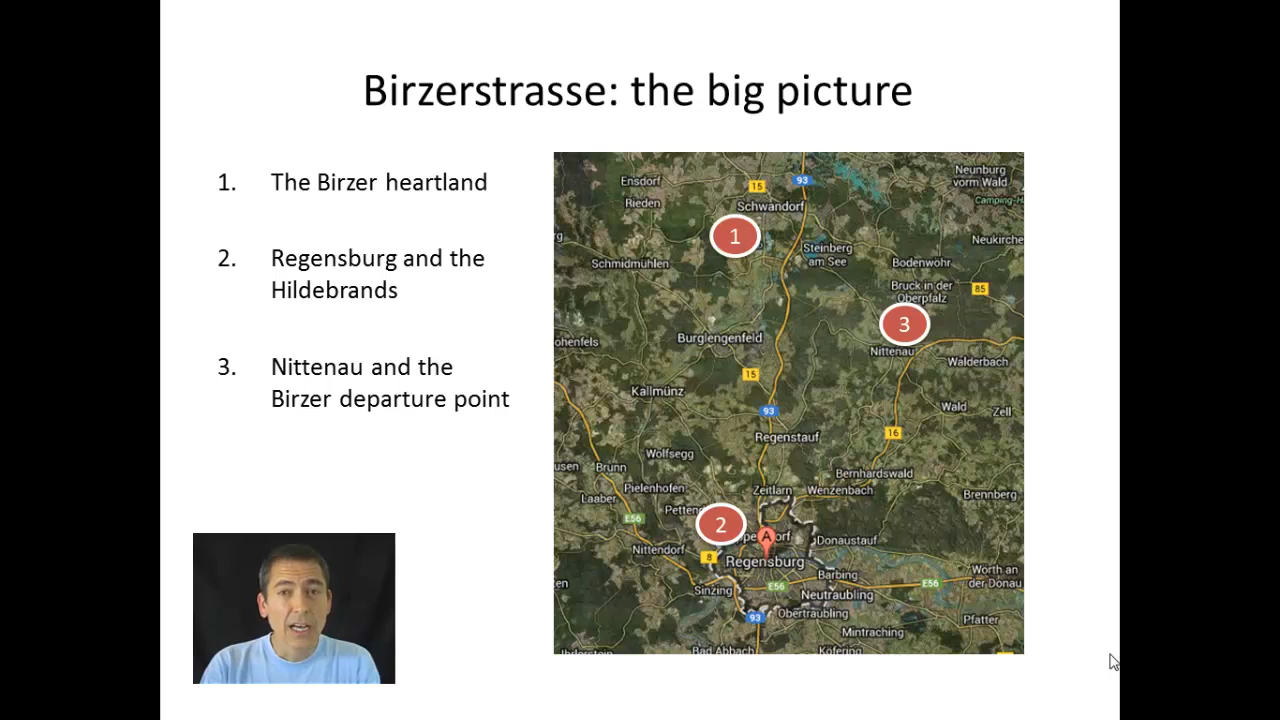 Birzerstrasse: the big picture
1. The Birzer heartland
2. Regensburg and the
Hildebrands
3. Nittenau and the
Birzer departure point
Ensdorf
15
93
Neunburg
vorm Wald
Rieden
Schwandorf
1
Steinberg
am See
Schmidmühlen
Bodenwöhr
Bruck in der
Oberpfalz
85
3
Burglengenfeld
Nittenau
Walderbach
15
Kallmünz
93
Wald
Zell
16
Regenstauf
Wolfsegg
Brunn
Bernhardswald
Pielenhofen
Zeitlarn
Wenzenbach
Brennberg
Laaber
E56
2
A
Nittendorf
8
Donaustauf
Regensburg
Sinzing
E56
Barbing
E56
Wörth an
der Donau
Neutraubling
93
Obertraubling
Pfatter
Mintraching
Bad Abbach
Köfering